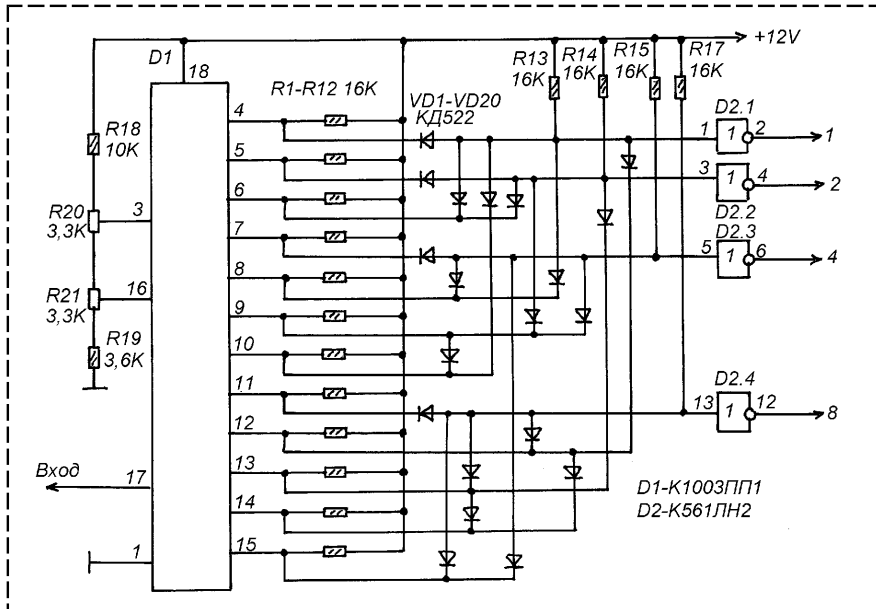 +12V
D1
18
R13
16K
R14
16K
R15
16K
R17
16K
R1-R12 16K
VD1-VD20
КД522
R18
10K
R20
3,3K
R21
3,3K
R19
3,6K
3
16
Вход
17
1
4
5
6
7
8
9
10
11
12
13
14
15
D2.1
1
1
2
1
3
1
4
2
D2.2
D2.3
5
1
6
4
D2.4
13
1
12
8
D1-К1003ПП1
D2-К561ЛН2